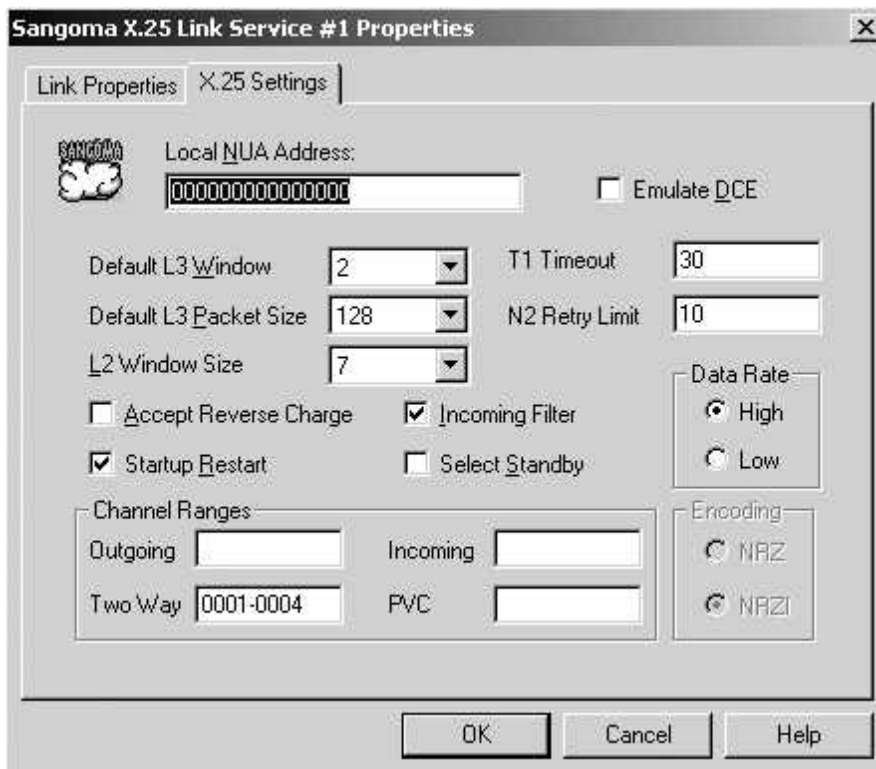 Sangoma X.25 Link Service #1 Properties
Link Properties X.25 Settings
SANGOMA
Local NUA Address:
000000000000000
Emulate DCE
Default L3 Window 2 T1 Timeout 30
Default L3 Packet Size 128 N2 Retry Limit 10
L2 Window Size 7
Data Rate
Accept Reverse Charge Incoming Filter High
Startup Restart Select Standby Low
Channel Ranges Encoding
Outgoing Incoming NRZ
Two Way 0001-0004 PVC NRZI
OK Cancel Help